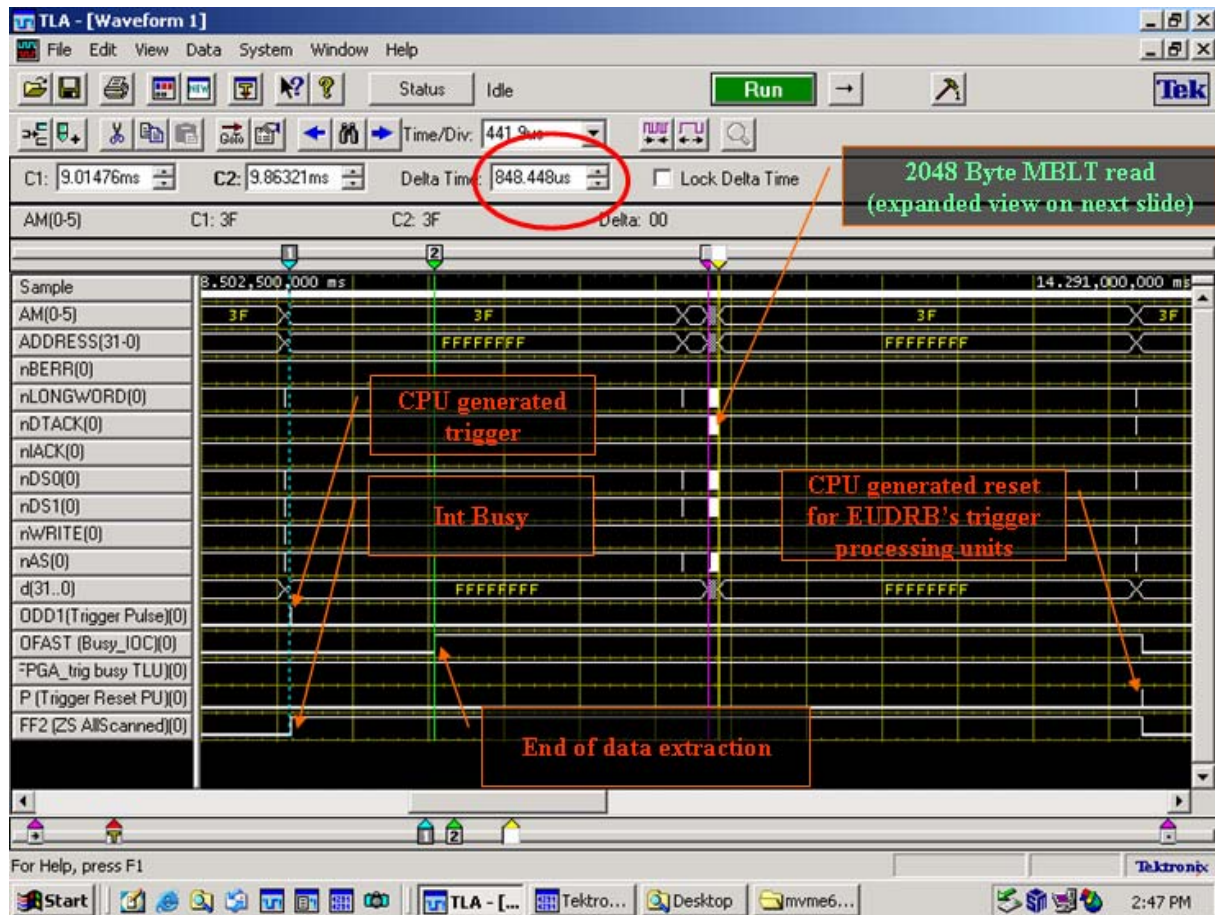 TLA - [Waveform 1]
File Edit View Data System Window Help
Status Idle Run Tek
Time/Div: 441.9us
C1: 9.01476ms C2: 9.86321ms Delta Time: 848.448us Lock Delta Time
2048 Byte MBLT read
(expanded view on next slide)
AM(0-5) C1: 3F C2: 3F Delta: 00
1 2
Sample 8.502,500,000 ms 14.291,000,000 ms
AM(0-5) 3F 3F 3F 3F
ADDRESS(31-0) FFFFFFFF FFFFFFFF
nBERR(0)
nLONGWORD(0)
nDTACK(0)
nIACK(0)
nDS0(0)
nDS1(0)
nWRITE(0)
nAS(0)
d(31..0) FFFFFFFF FFFFFFFF
ODD1(Trigger Pulse)(0)
OFAST (Busy_IOC)(0)
FPGA_trig busy TLU)(0)
P (Trigger Reset PU)(0)
FF2 (ZS AllScanned)(0)
CPU generated
trigger
Int Busy
CPU generated reset
for EUDRB's trigger
processing units
End of data extraction
1 2
For Help, press F1 Tektronix
Start TLA - [... Tektro... Desktop mvme6... 2:47 PM